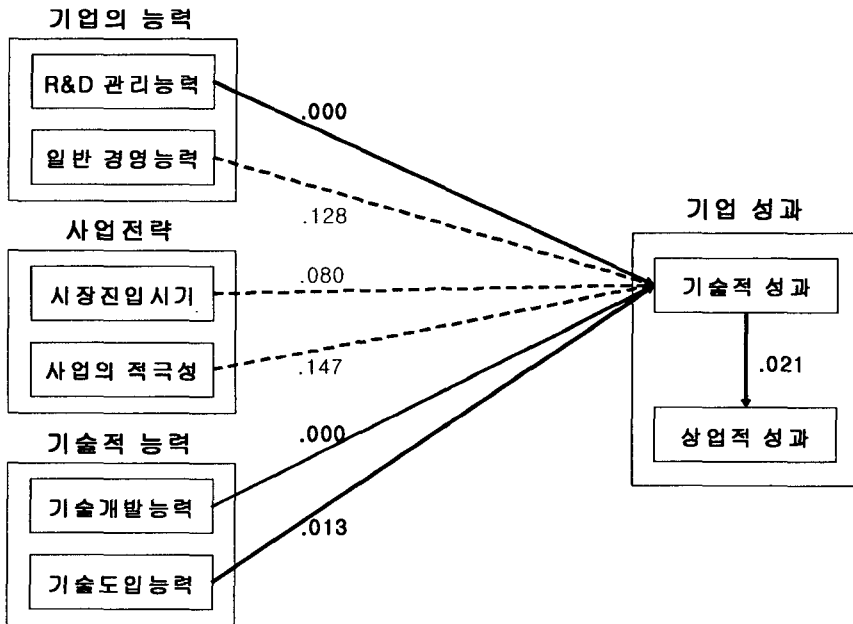 기업의 능력
R&D 관리능력
일반 경영능력
.000
.128
사업전략
시장진입시기
사업의 적극성
.080
.147
기술적 능력
기술개발능력
기술도입능력
.000
.013
기업 성과
기술적 성과
.021
상업적 성과